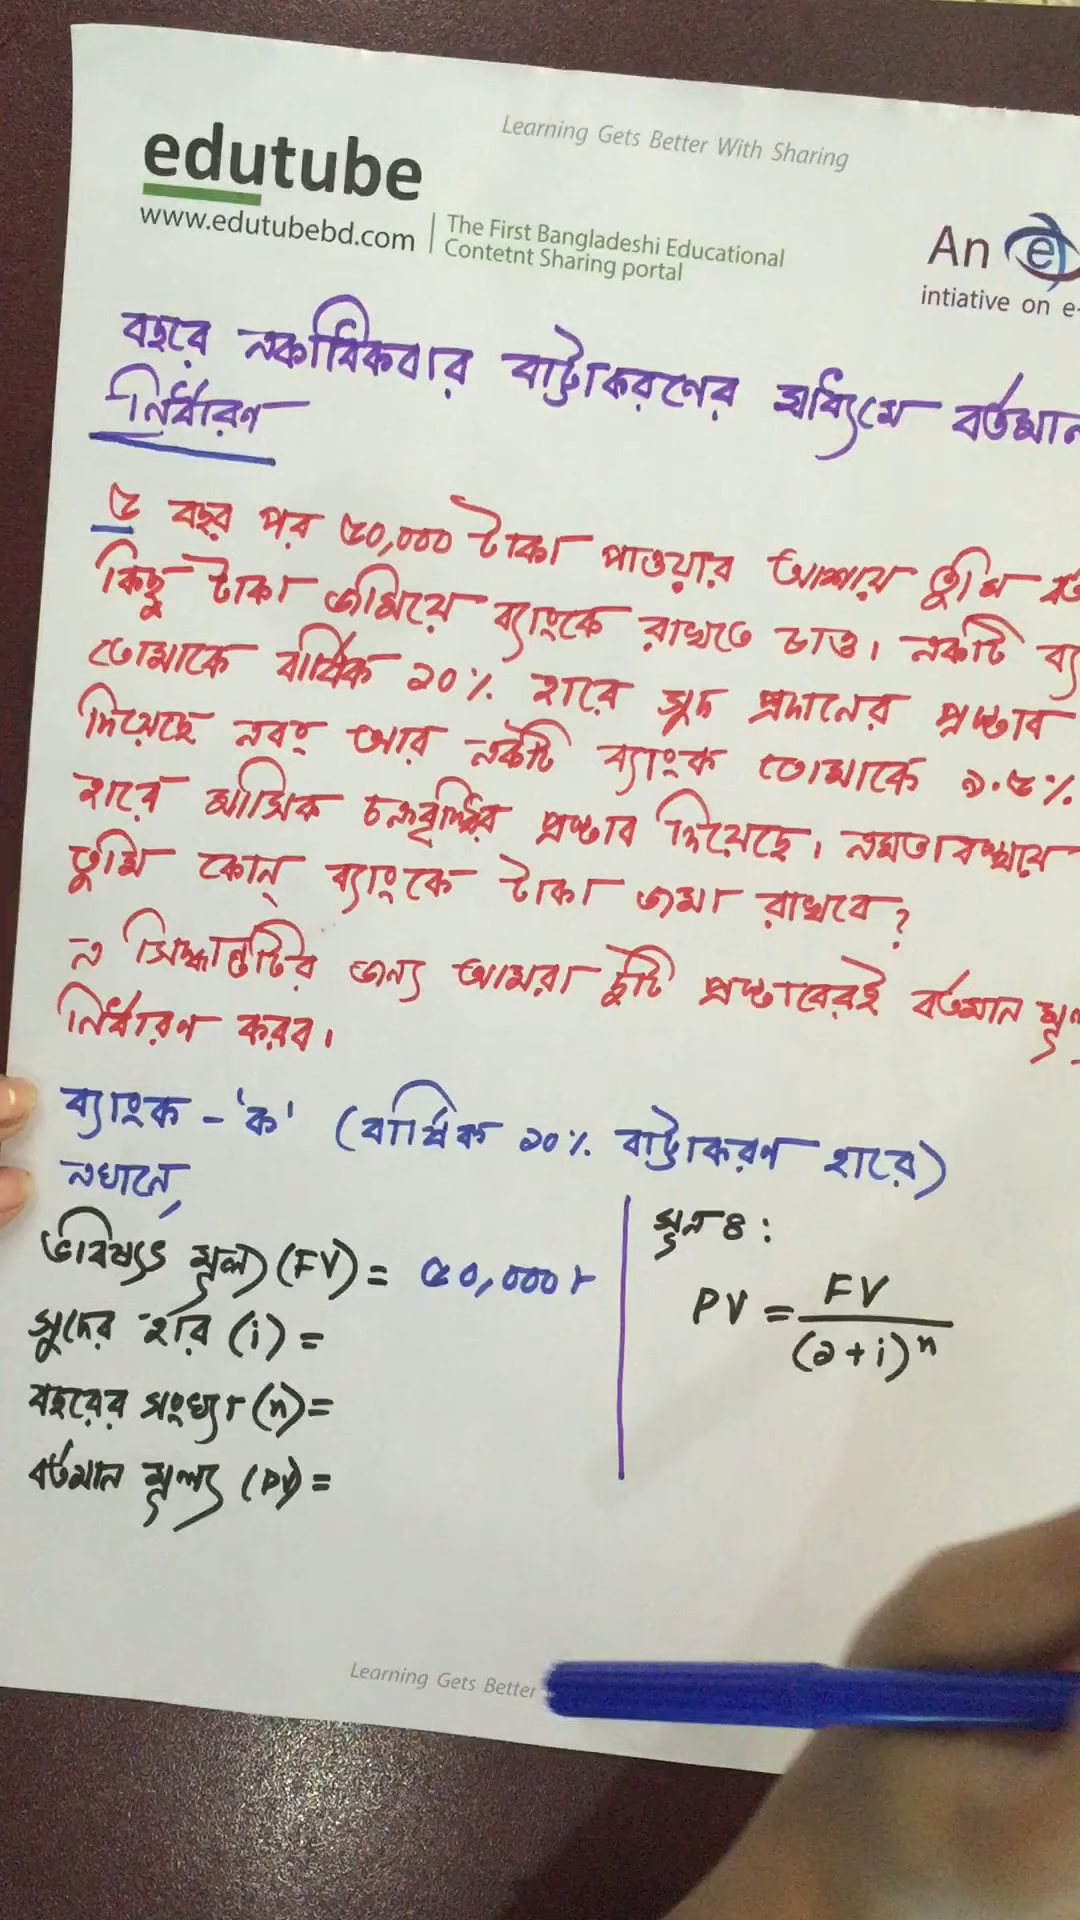 Learning Gets Better With Sharing
edutube
www.edutubebd.com
The First Bangladeshi Educational
Contetnt Sharing portal
An e
intiative on e-
বছরে একাধিকবার বাট্টাকরণের মাধ্যমে বর্তমান
নির্ধারণ
৫ বছর পর ৫০,০০০ টাকা পাওয়ার আশায় তুমি
কিছু টাকা জমিয়ে ব্যাংকে রাখতে চাও। একটি
তোমাকে বার্ষিক ১০% হারে সুদ প্রদানের প্রস্তাব
দিয়েছে এবং আর একটি ব্যাংক তোমাকে ৯.৫%
হারে মাসিক চক্রবৃদ্ধির প্রস্তাব দিয়েছে। এমতাবস্থায়
তুমি কোন্ ব্যাংকে টাকা জমা রাখবে?
এ সিদ্ধান্তটির জন্য আমরা দুটি প্রস্তাবেরই বর্তমান
নির্ধারণ করব।
ব্যাংক - 'ক' (বার্ষিক ১০% বাট্টাকরণ হারে)
এখানে,
ভবিষ্যৎ মূল্য (FV) = ৫০,০০০
সুদের হার (i) =
বছরের সংখ্যা (n) =
বর্তমান মূল্য (PV) =
সূত্র ৪ :
PV = FV / (১+i)ⁿ
Learning Gets Better